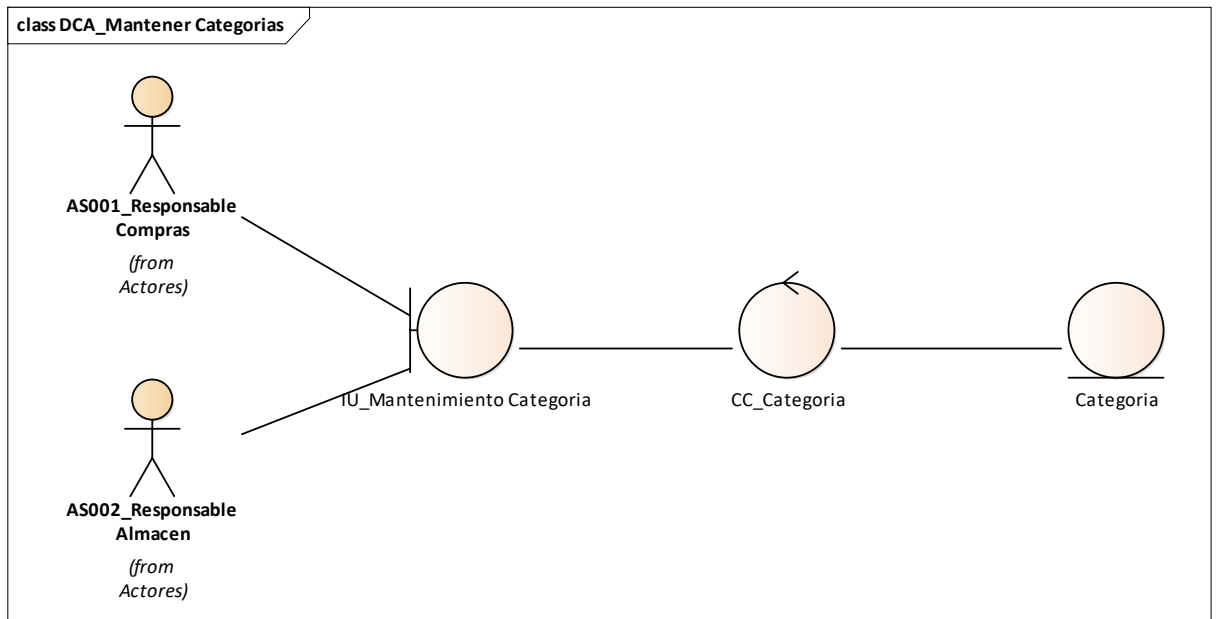 class DCA_Mantener Categorias
AS001_Responsable
Compras
(from
Actores)
IU_Mantenimiento Categoria
CC_Categoria
Categoria
AS002_Responsable
Almacen
(from
Actores)